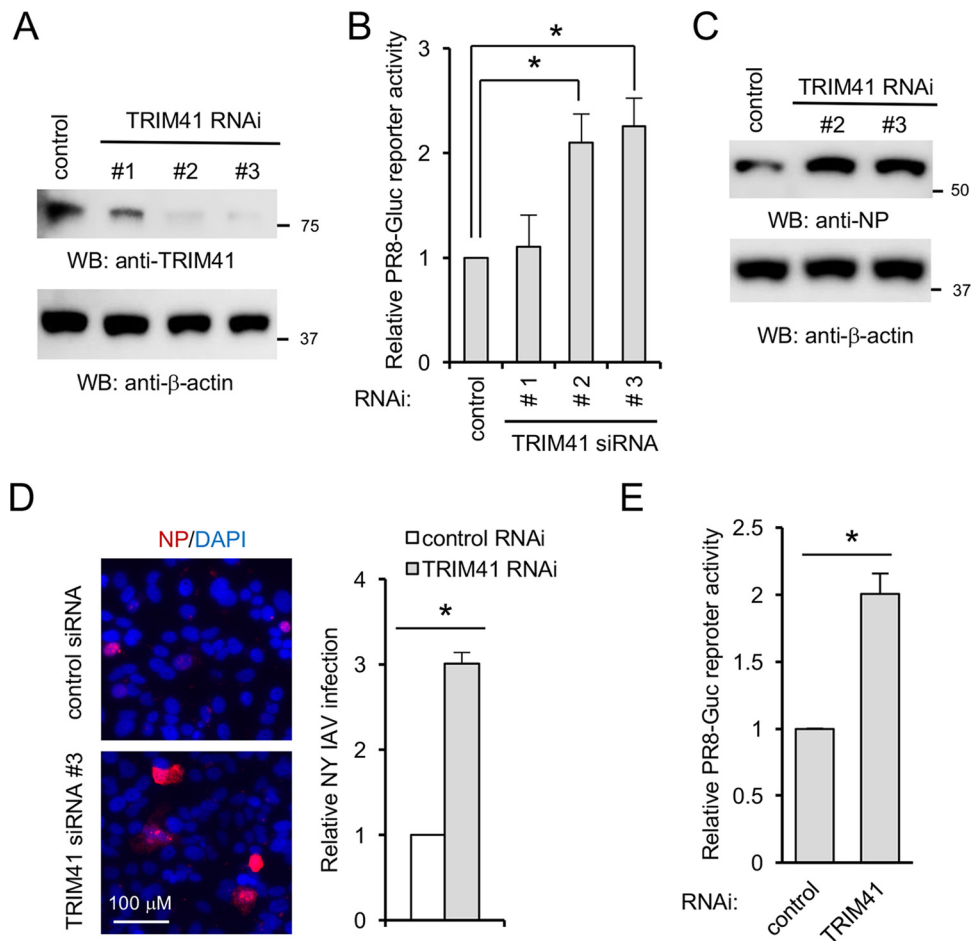 A
control
TRIM41 RNAi
#1 #2 #3
75
WB: anti-TRIM41
37
WB: anti-β-actin
B
Relative PR8-Gluc reporter activity
3
2
1
0
*
*
RNAi:
control
# 1
# 2
# 3
TRIM41 siRNA
C
control
TRIM41 RNAi
#2 #3
50
WB: anti-NP
37
WB: anti-β-actin
D
NP/DAPI
control siRNA
TRIM41 siRNA #3
100 μM
control RNAi
TRIM41 RNAi
Relative NY IAV infection
4
3
2
1
0
*
E
Relative PR8-Guc reproter activity
2.5
2
1.5
1
0.5
0
*
RNAi:
control
TRIM41